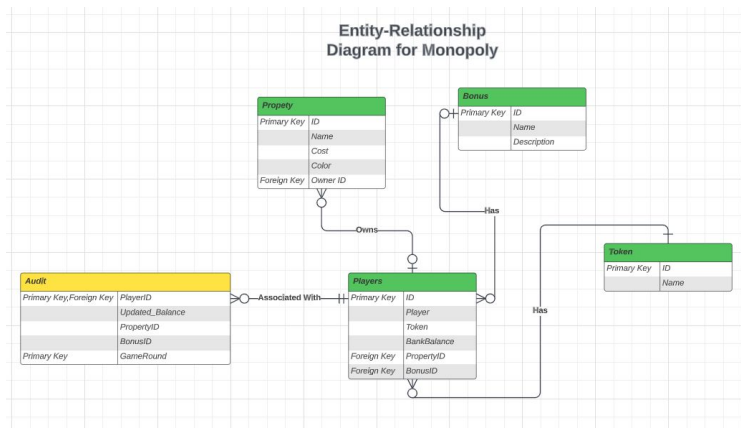 Entity-Relationship
Diagram for Monopoly
Bonus
Primary Key ID
Name
Description
Propety
Primary Key ID
Name
Cost
Color
Foreign Key Owner ID
Has
Owns
Token
Primary Key ID
Name
Audit
Primary Key,Foreign Key PlayerID
Updated_Balance
PropertyID
BonusID
Primary Key GameRound
Associated With
Players
Primary Key ID
Player
Token
BankBalance
Foreign Key PropertyID
Foreign Key BonusID
Has